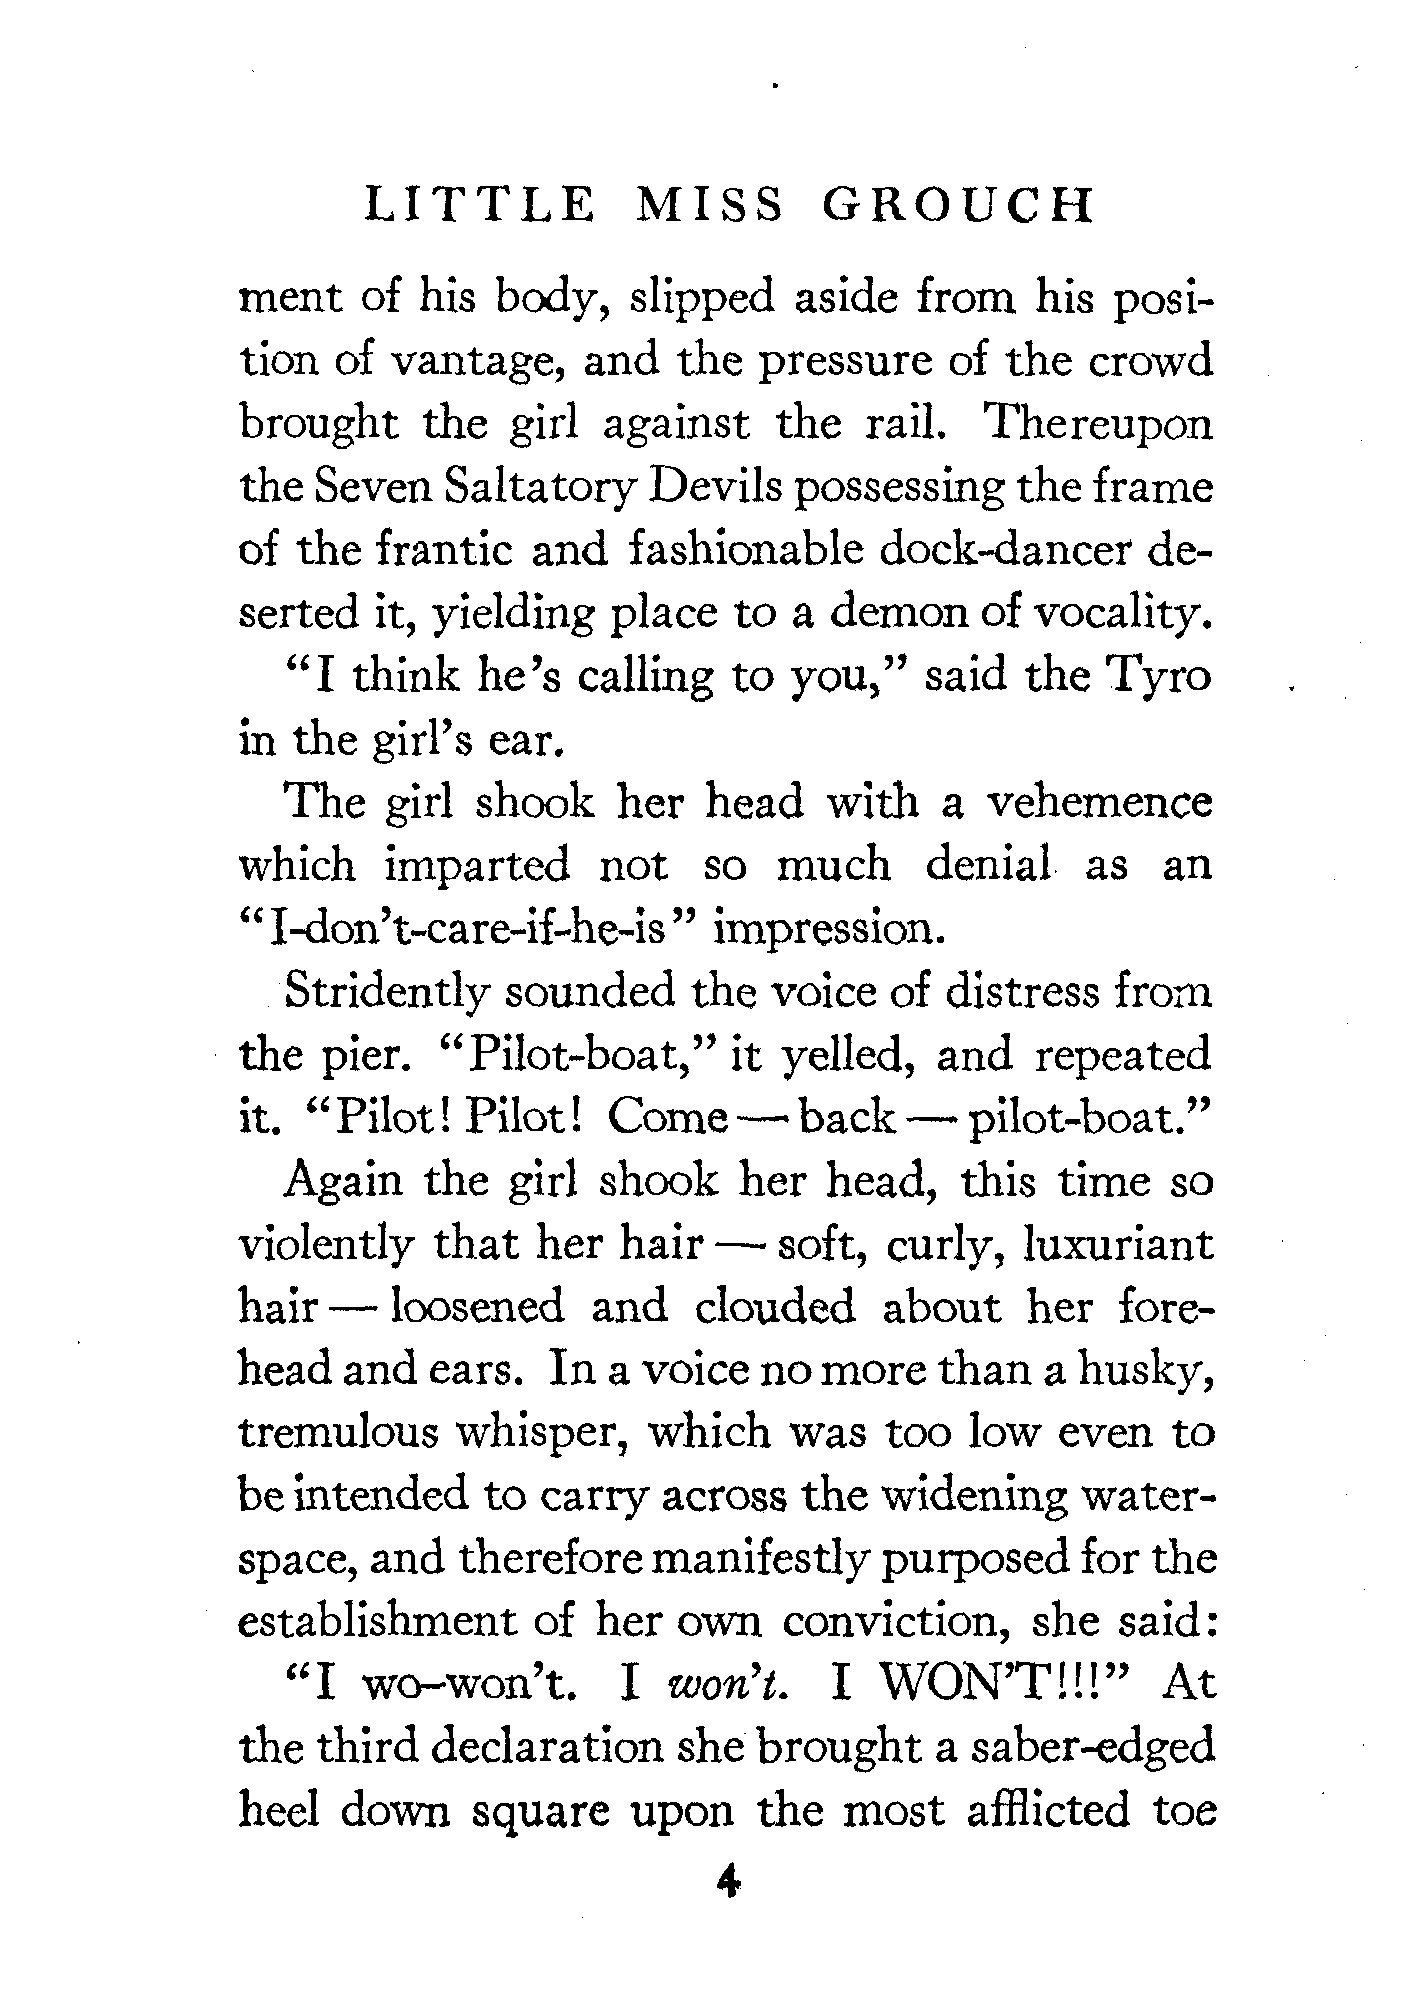 LITTLE MISS GROUCH
ment of his body, slipped aside from his posi-
tion of vantage, and the pressure of the crowd
brought the girl against the rail. Thereupon
the Seven Saltatory Devils possessing the frame
of the frantic and fashionable dock-dancer de-
serted it, yielding place to a demon of vocality.
"I think he's calling to you," said the Tyro
in the girl's ear.
The girl shook her head with a vehemence
which imparted not so much denial as an
"I-don't-care-if-he-is" impression.
Stridently sounded the voice of distress from
the pier. "Pilot-boat," it yelled, and repeated
it. "Pilot! Pilot! Come — back — pilot-boat."
Again the girl shook her head, this time so
violently that her hair — soft, curly, luxuriant
hair — loosened and clouded about her fore-
head and ears. In a voice no more than a husky,
tremulous whisper, which was too low even to
be intended to carry across the widening water-
space, and therefore manifestly purposed for the
establishment of her own conviction, she said:
"I wo-won't. I won't. I WON'T!!!" At
the third declaration she brought a saber-edged
heel down square upon the most afflicted toe
4